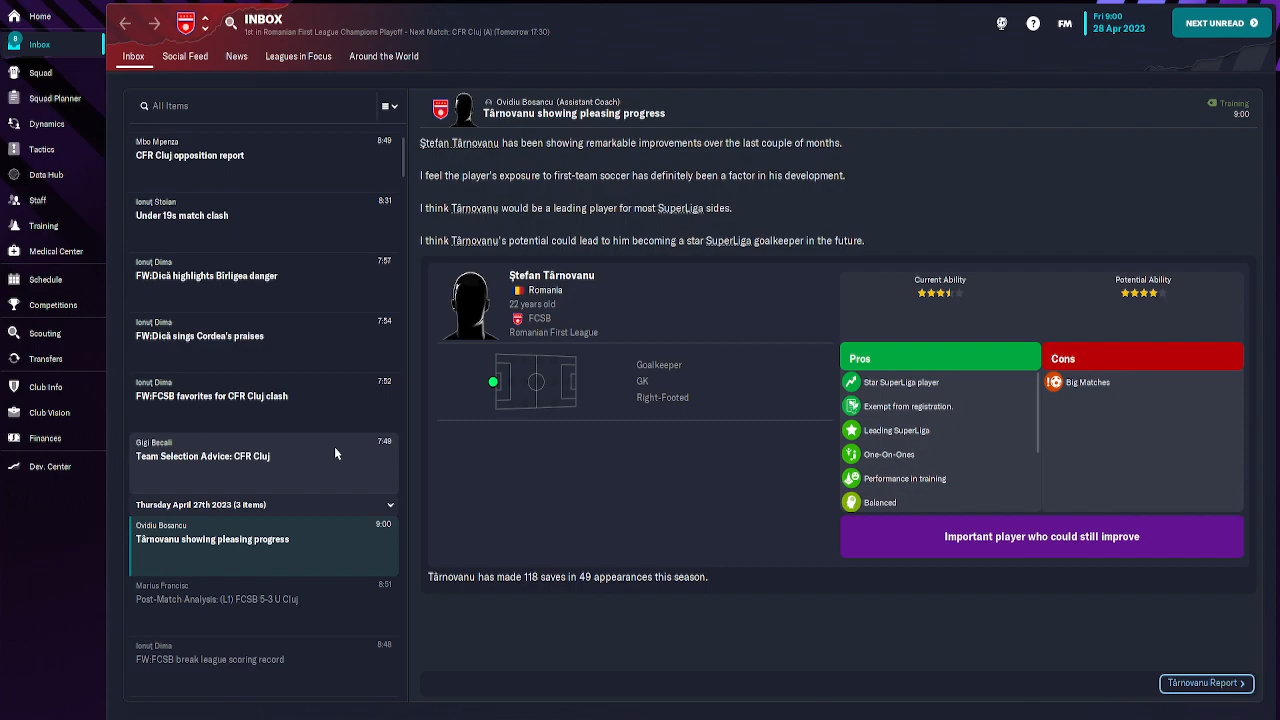 Home
INBOX
1st in Romanian First League Champions Playoff - Next Match: CFR Cluj (A) (Tomorrow 17:30)
FM
Fri 9:00
28 Apr 2023
NEXT UNREAD
8
Inbox
Inbox
Social Feed
News
Leagues in Focus
Around the World
Squad
Squad Planner
Dynamics
Tactics
Data Hub
Staff
Training
Medical Center
Schedule
Competitions
Scouting
Transfers
Club Info
Club Vision
Finances
Dev. Center
All Items
Mbo Mpenza
8:49
CFR Cluj opposition report
Ionuț Stoian
8:31
Under 19s match clash
Ionuț Dima
7:57
FW:Dică highlights Bîrligea danger
Ionuț Dima
7:54
FW:Dică sings Cordea's praises
Ionuț Dima
7:52
FW:FCSB favorites for CFR Cluj clash
Gigi Becali
7:49
Team Selection Advice: CFR Cluj
Thursday April 27th 2023 (3 Items)
Ovidiu Bosancu
9:00
Târnovanu showing pleasing progress
Marius Francisc
8:51
Post-Match Analysis: (L1) FCSB 5-3 U Cluj
Ionuț Dima
8:48
FW:FCSB break league scoring record
Ovidiu Bosancu (Assistant Coach)
Târnovanu showing pleasing progress
Training
9:00
Ștefan Târnovanu has been showing remarkable improvements over the last couple of months.
I feel the player's exposure to first-team soccer has definitely been a factor in his development.
I think Târnovanu would be a leading player for most SuperLiga sides.
I think Târnovanu's potential could lead to him becoming a star SuperLiga goalkeeper in the future.
Ștefan Târnovanu
Romania
22 years old
FCSB
Romanian First League
Current Ability
Potential Ability
Goalkeeper
GK
Right-Footed
Pros
Star SuperLiga player
Exempt from registration.
Leading SuperLiga
One-On-Ones
Performance in training
Balanced
Cons
Big Matches
Important player who could still improve
Târnovanu has made 118 saves in 49 appearances this season.
Târnovanu Report